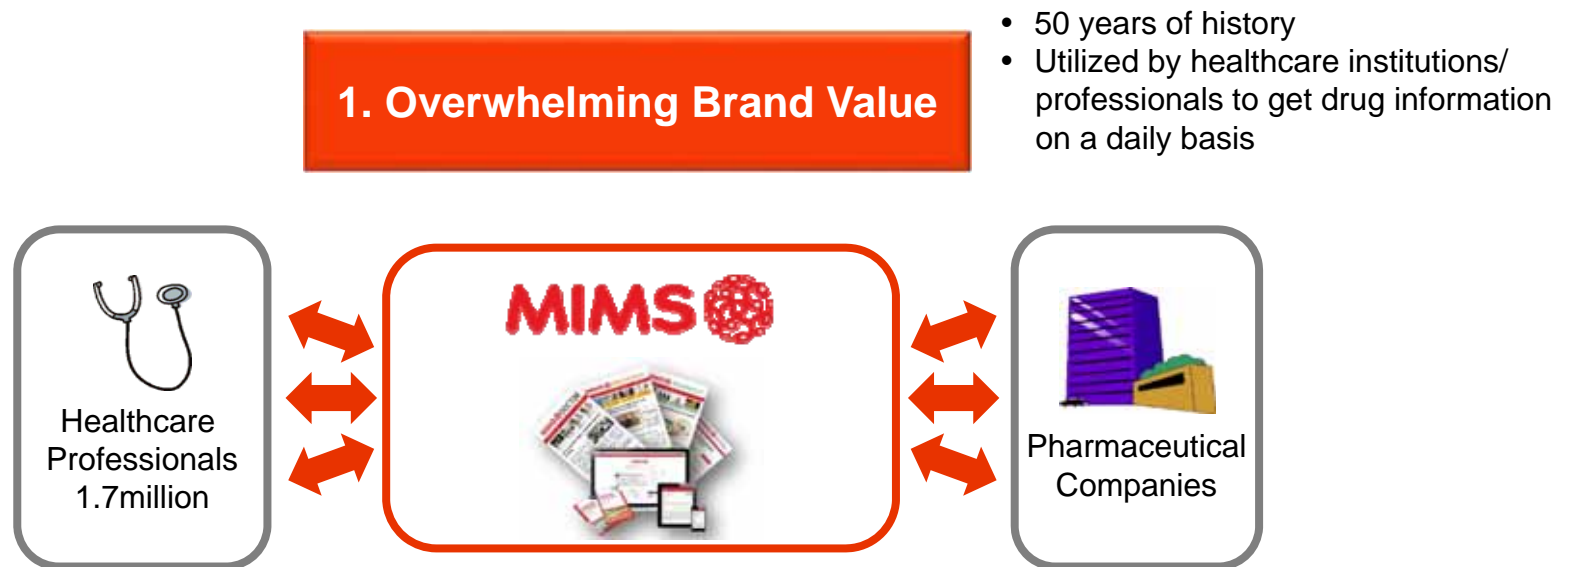 1. Overwhelming Brand Value
• 50 years of history
• Utilized by healthcare institutions/
professionals to get drug information
on a daily basis
Healthcare
Professionals
1.7million
MIMS
Pharmaceutical
Companies